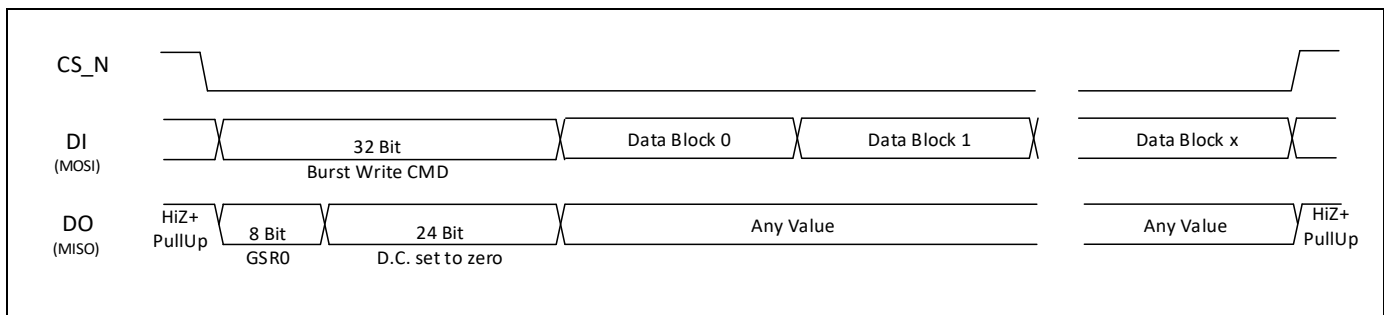 CS_N
DI
(MOSI)
32 Bit
Burst Write CMD
Data Block 0
Data Block 1
Data Block x
DO
(MISO)
HiZ+
PullUp
8 Bit
GSR0
24 Bit
D.C. set to zero
Any Value
Any Value
HiZ+
PullUp